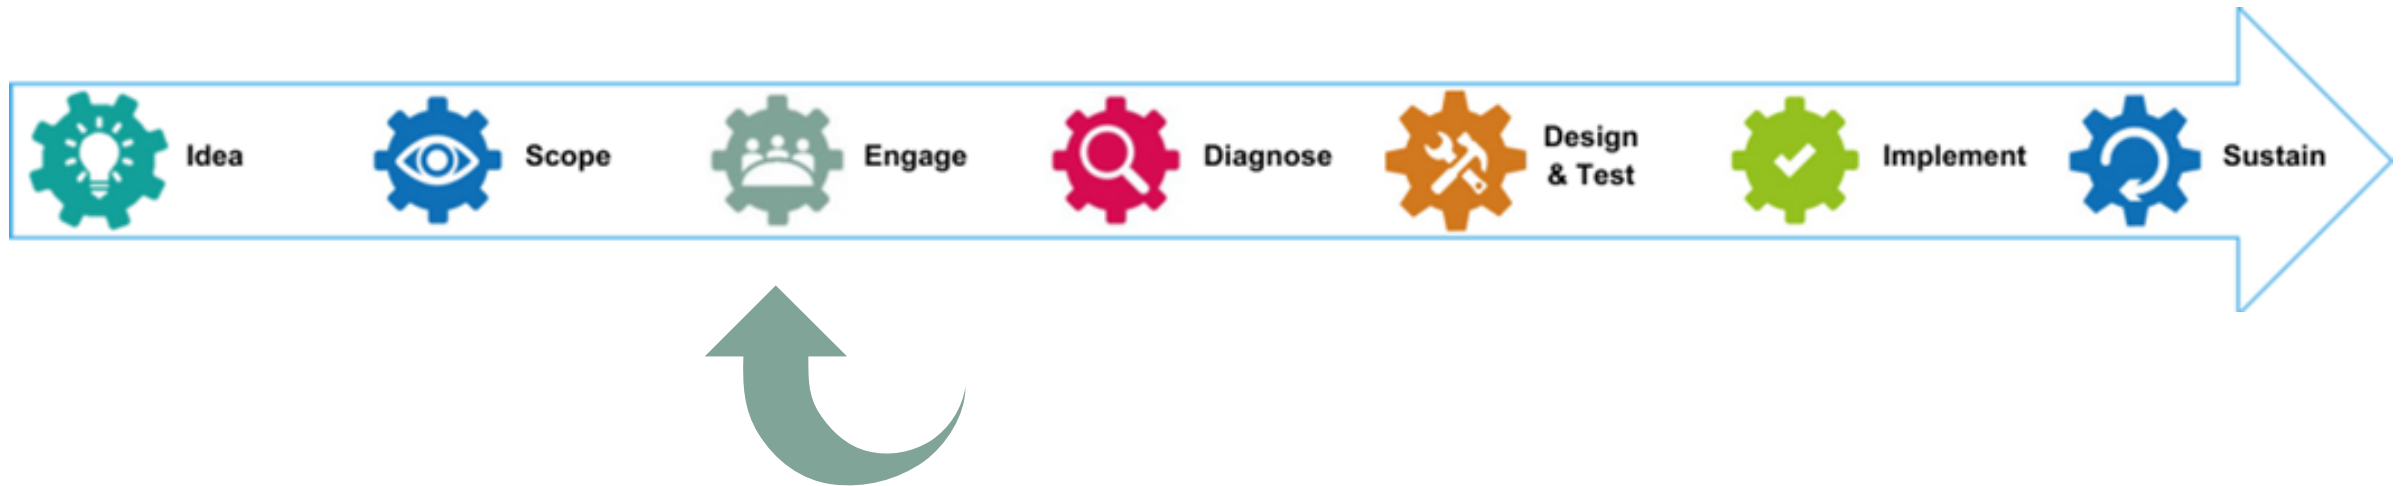 Idea
Scope
Engage
Diagnose
Design
& Test
Implement
Sustain